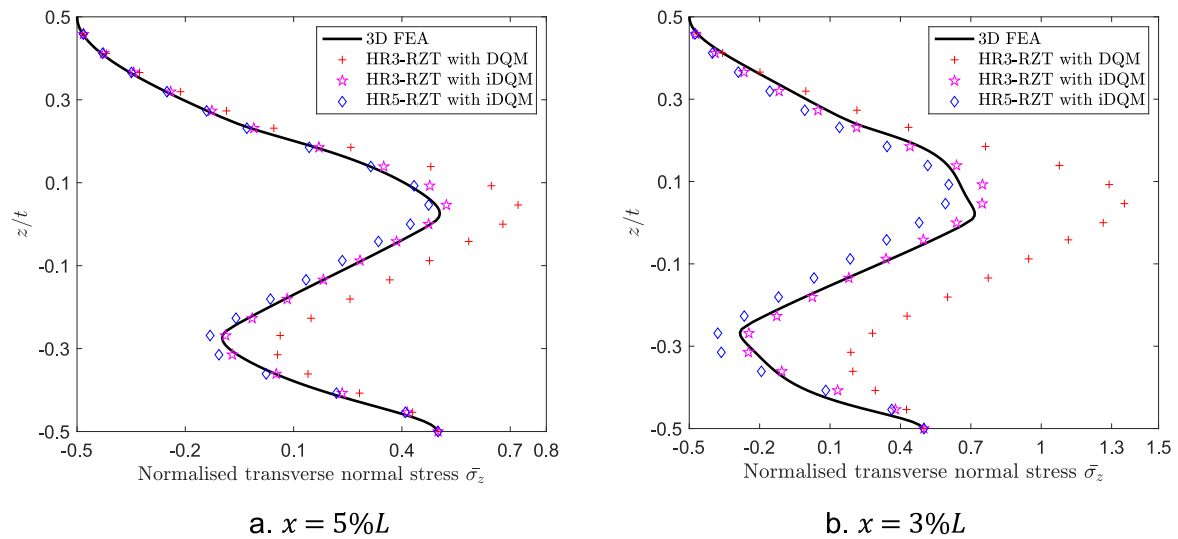 0.5
0.3
0.1
-0.1
-0.3
-0.5
z/t
-0.5
-0.2
0.1
0.4
0.7
0.8
Normalised transverse normal stress σ̄_z
3D FEA
HR3-RZT with DQM
HR3-RZT with iDQM
HR5-RZT with iDQM
a. x = 5%L
0.5
0.3
0.1
-0.1
-0.3
-0.5
z/t
-0.5
-0.2
0.1
0.4
0.7
1
1.3
1.5
Normalised transverse normal stress σ̄_z
3D FEA
HR3-RZT with DQM
HR3-RZT with iDQM
HR5-RZT with iDQM
b. x = 3%L